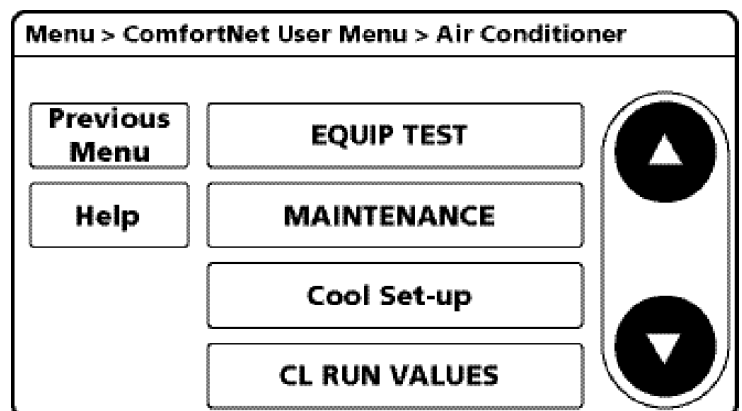 Menu > ComfortNet User Menu > Air Conditioner
Previous
Menu
EQUIP TEST
Help
MAINTENANCE
Cool Set-up
CL RUN VALUES